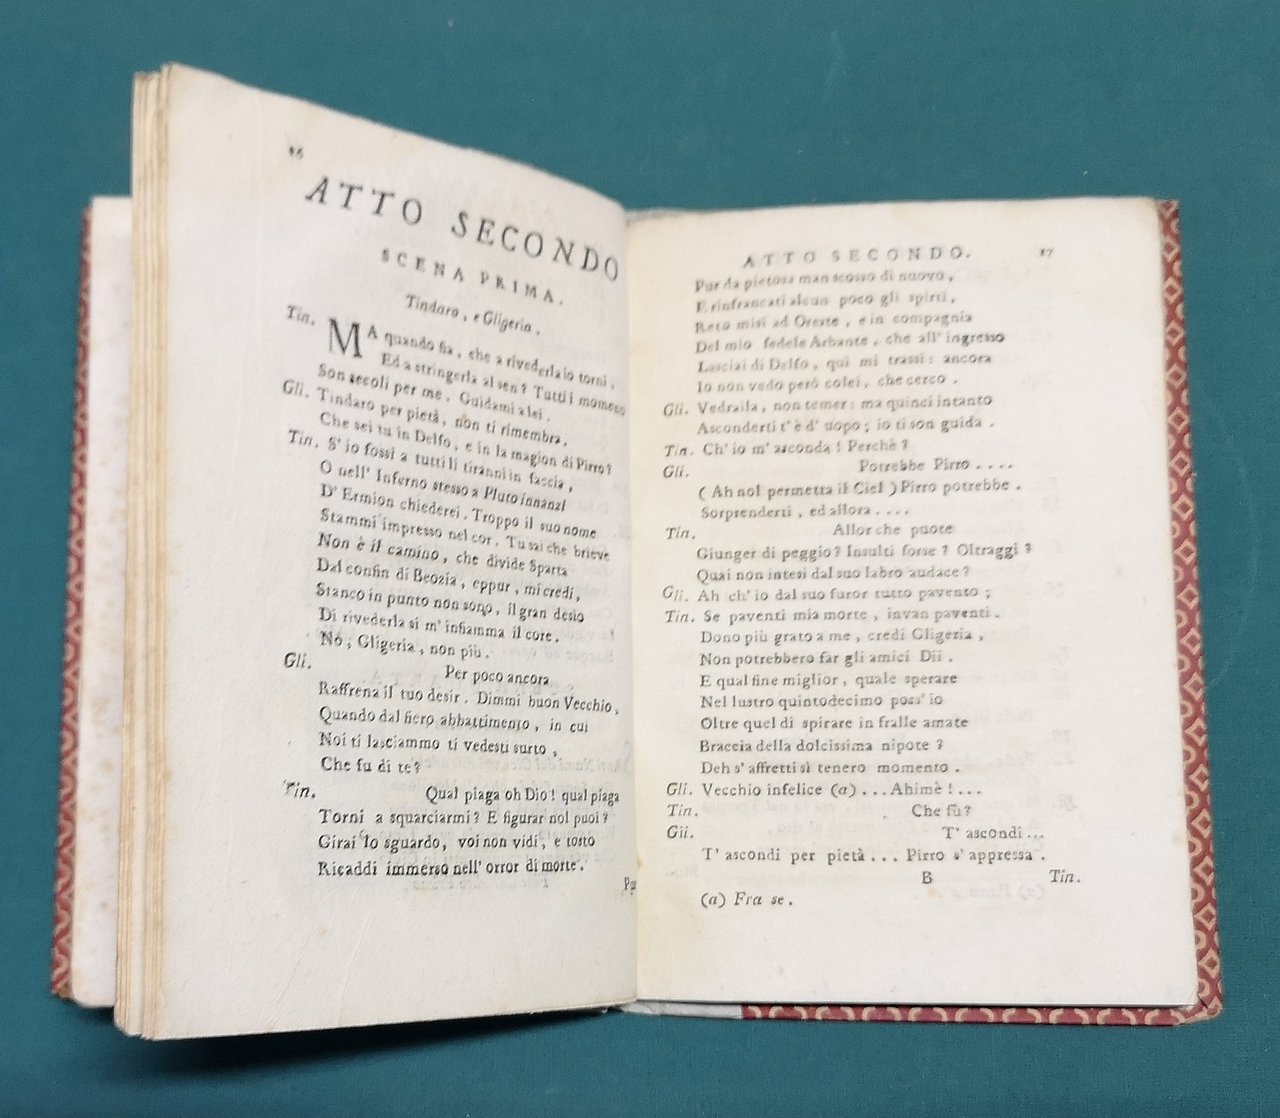 26
ATTO SECONDO
SCENA PRIMA.
Tindaro, e Gligeria.
Tin. MA quando fia, che a rivederla io torni,
Ed a stringerla al sen? Tutti i momento
Son secoli per me. Guidami a lei.
Gli. Tindaro per pietà, non ti rimembra,
Che sei tu in Delfo, e in la magion di Pirro?
Tin. S' io fossi a tutti li tiranni in faccia,
O nell' Inferno stesso a Pluto innanzi
D' Ermion chiederei. Troppo il suo nome
Stammi impresso nel cor. Tu sai che brieve
Non è il camino, che divide Sparta
Dal confin di Beozia, eppur, mi credi,
Stanco in punto non sono, il gran desio
Di rivederla sì m' infiamma il core.
No, Gligeria, non più.
Gli. Per poco ancora
Raffrena il tuo desir. Dimmi buon Vecchio,
Quando dal fiero abbattimento, in cui
Noi ti lasciammo ti vedesti surto,
Che fu di te?
Tin. Qual piaga oh Dio! qual piaga
Torni a squarciarmi? E figurar nol puoi?
Girai lo sguardo, voi non vidi, e tosto
Ricaddi immerso nell' orror di morte.
Pur
ATTO SECONDO. 27
Pur da pietosa man scosso di nuovo,
E rinfrancati alcun poco gli spirti,
Reto misi ad Oreste, e in compagnia
Del mio fedele Arbante, che all' ingresso
Lasciai di Delfo, quì mi trassi: ancora
Io non vedo però colei, che cerco.
Gli. Vedraila, non temer: ma quinci intanto
Asconderti t' è d' uopo; io ti son guida.
Tin. Ch' io m' asconda! Perchè?
Gli. Potrebbe Pirro....
(Ah nol permetta il Ciel) Pirro potrebbe.
Sorprenderti, ed allora....
Tin. Allor che puote
Giunger di peggio? Insulti forse? Oltraggi?
Quai non intesi dal suo labro audace?
Gli. Ah ch' io dal suo furor tutto pavento;
Tin. Se paventi mia morte, invan paventi.
Dono più grato a me, credi Gligeria,
Non potrebbero far gli amici Dii.
E qual fine miglior, quale sperare
Nel lustro quintodecimo poss' io
Oltre quel di spirare in fralle amate
Braccia della dolcissima nipote?
Deh s' affretti sì tenero momento.
Gli. Vecchio infelice (a)... Ahimè!...
Tin. Che fù?
Gii. T' ascondi...
T' ascondi per pietà... Pirro s' appressa.
B Tin.
(a) Fra se.